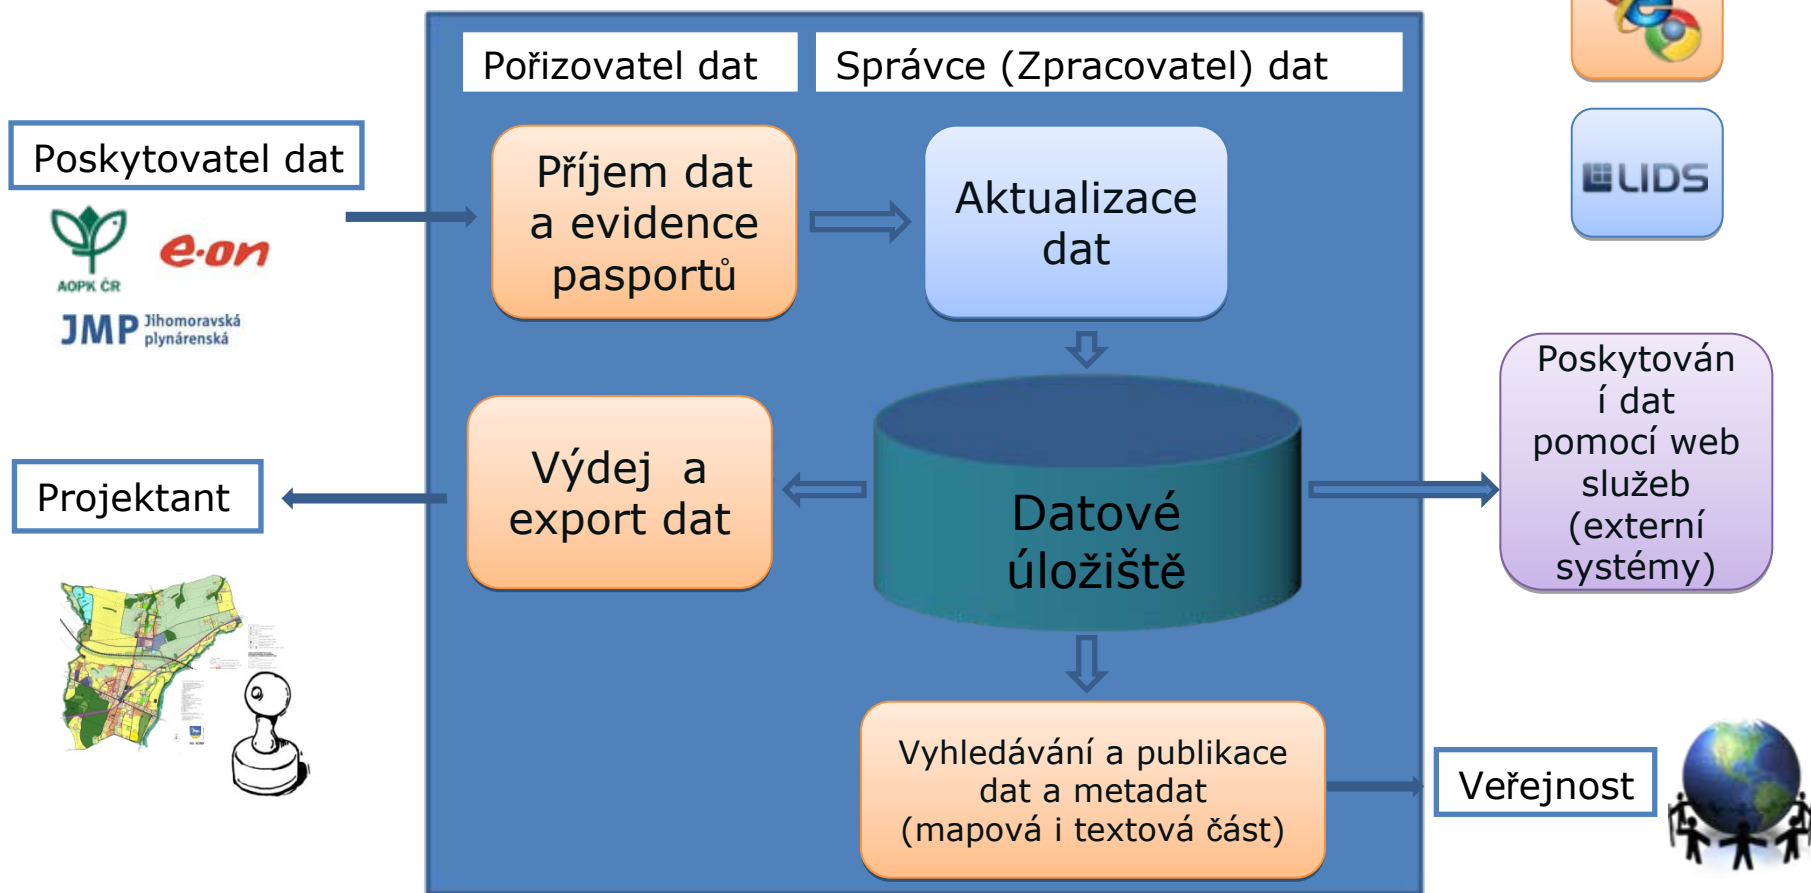 Pořizovatel dat
Správce (Zpracovatel) dat
Poskytovatel dat
AOPK ČR
e·on
JMP Jihomoravská
plynárenská
Příjem dat
a evidence
pasportů
Aktualizace
dat
LIDS
Výdej a
export dat
Projektant
Datové
úložiště
Poskytován
í dat
pomocí web
služeb
(externí
systémy)
Vyhledávání a publikace
dat a metadat
(mapová i textová část)
Veřejnost